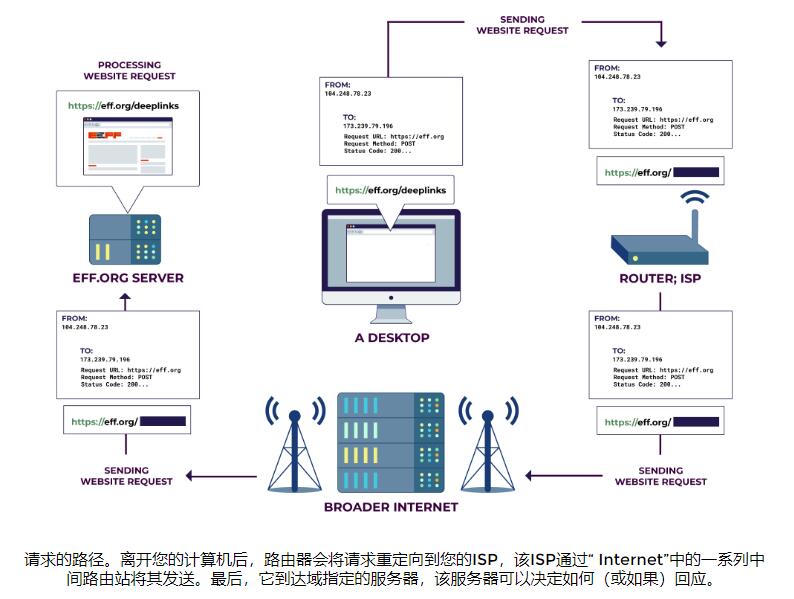 SENDING
WEBSITE REQUEST
PROCESSING
WEBSITE REQUEST
https://eff.org/deeplinks
EFF
EFF.ORG SERVER
FROM:
104.248.78.23
TO:
173.239.79.196
Request URL: https://eff.org
Request Method: POST
Status Code: 200...
https://eff.org/deeplinks
A DESKTOP
FROM:
104.248.78.23
TO:
173.239.79.196
Request URL: https://eff.org
Request Method: POST
Status Code: 200...
https://eff.org/
ROUTER; ISP
FROM:
104.248.78.23
TO:
173.239.79.196
Request URL: https://eff.org
Request Method: POST
Status Code: 200...
https://eff.org/
SENDING
WEBSITE REQUEST
BROADER INTERNET
FROM:
104.248.78.23
TO:
173.239.79.196
Request URL: https://eff.org
Request Method: POST
Status Code: 200...
https://eff.org/
SENDING
WEBSITE REQUEST
请求的路径。离开您的计算机后，路由器会将请求重定向到您的ISP，该ISP通过“ Internet”中的一系列中
间路由站将其发送。最后，它到达域指定的服务器，该服务器可以决定如何（或如果）回应。